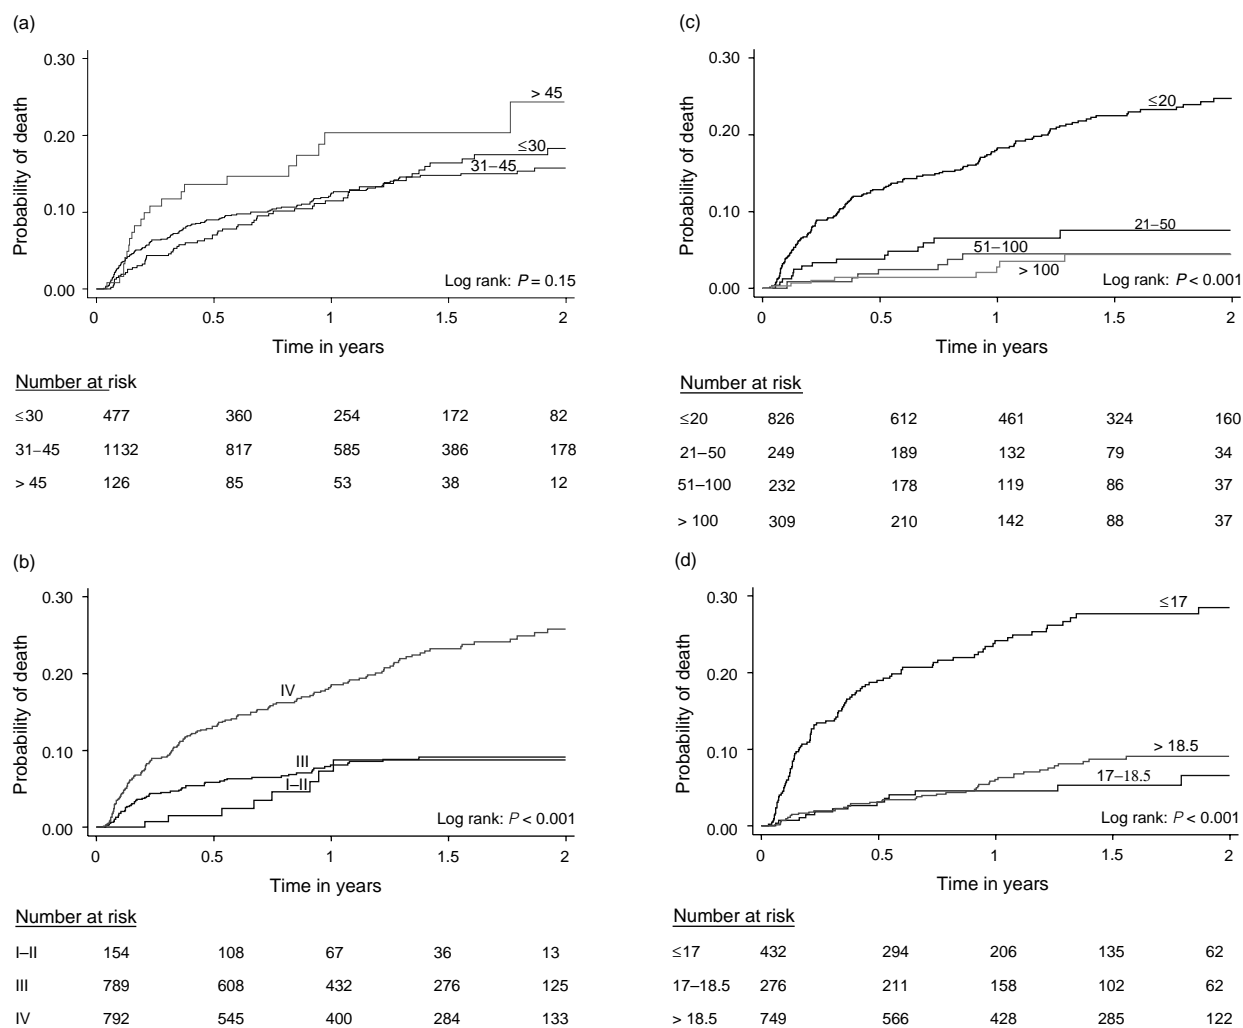 (a)
Probability of death
0.30
0.20
0.10
0.00
> 45
≤30
31–45
Log rank: P = 0.15
0 0.5 1 1.5 2
Time in years
Number at risk
≤30 477 360 254 172 82
31–45 1132 817 585 386 178
> 45 126 85 53 38 12
(c)
Probability of death
0.30
0.20
0.10
0.00
≤20
21–50
51–100
> 100
Log rank: P < 0.001
0 0.5 1 1.5 2
Time in years
Number at risk
≤20 826 612 461 324 160
21–50 249 189 132 79 34
51–100 232 178 119 86 37
> 100 309 210 142 88 37
(b)
Probability of death
0.30
0.20
0.10
0.00
IV
III
I–II
Log rank: P < 0.001
0 0.5 1 1.5 2
Time in years
Number at risk
I–II 154 108 67 36 13
III 789 608 432 276 125
IV 792 545 400 284 133
(d)
Probability of death
0.30
0.20
0.10
0.00
≤17
> 18.5
17–18.5
Log rank: P < 0.001
0 0.5 1 1.5 2
Time in years
Number at risk
≤17 432 294 206 135 62
17–18.5 276 211 158 102 62
> 18.5 749 566 428 285 122